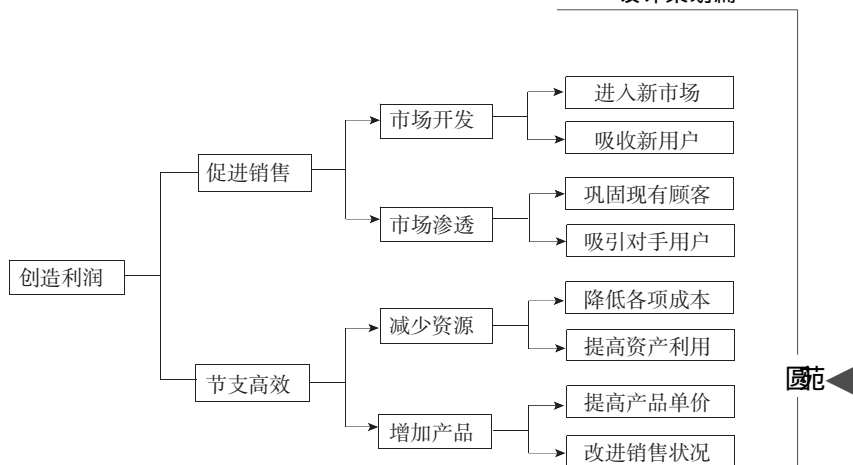 进入新市场
市场开发
吸收新用户
促进销售
巩固现有顾客
市场渗透
吸引对手用户
创造利润
降低各项成本
减少资源
提高资产利用
节支高效
提高产品单价
增加产品
改进销售状况